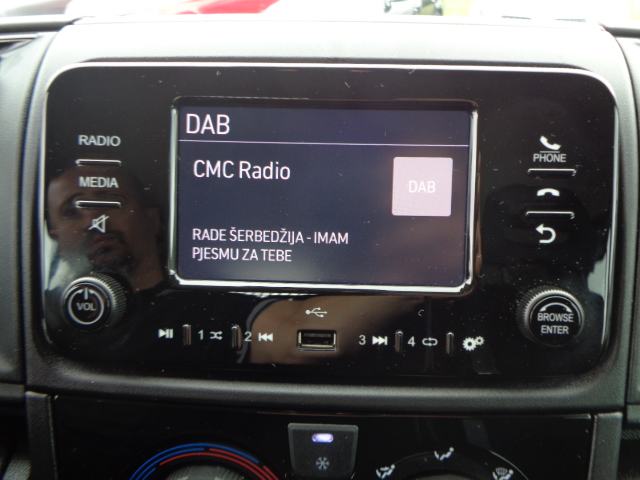 DAB
RADIO
MEDIA
CMC Radio
DAB
PHONE
RADE ŠERBEDŽIJA - IMAM
PJESMU ZA TEBE
VOL
BROWSE
ENTER
1
2
3
4